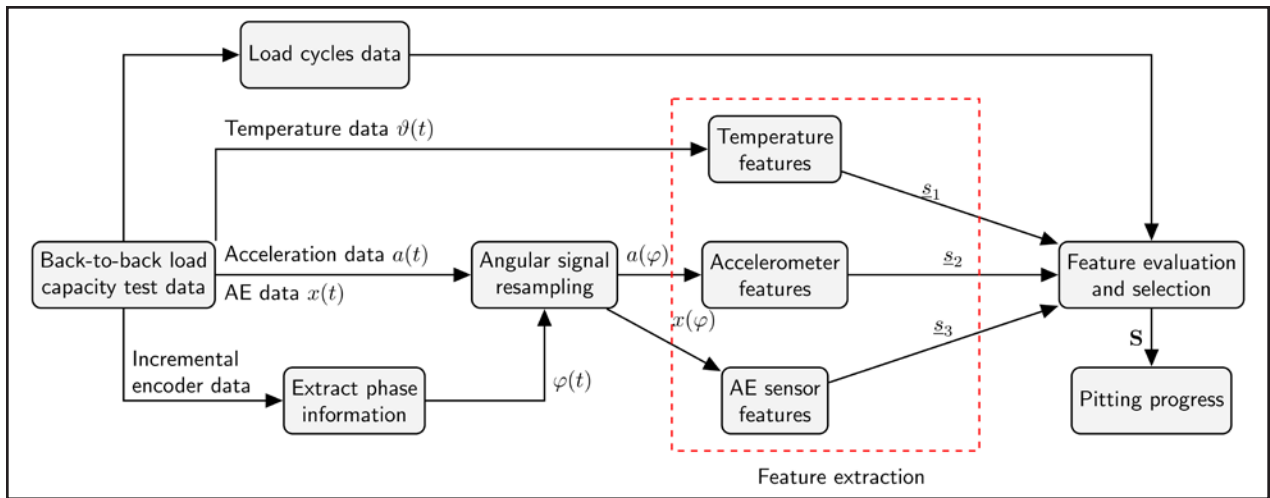 Load cycles data
Temperature data ϑ(t)
Temperature
features
s₁
Back-to-back load
capacity test data
Acceleration data a(t)
AE data x(t)
Angular signal
resampling
a(φ)
Accelerometer
features
s₂
Feature evaluation
and selection
x(φ)
s₃
S
Incremental
encoder data
Extract phase
information
φ(t)
AE sensor
features
Pitting progress
Feature extraction